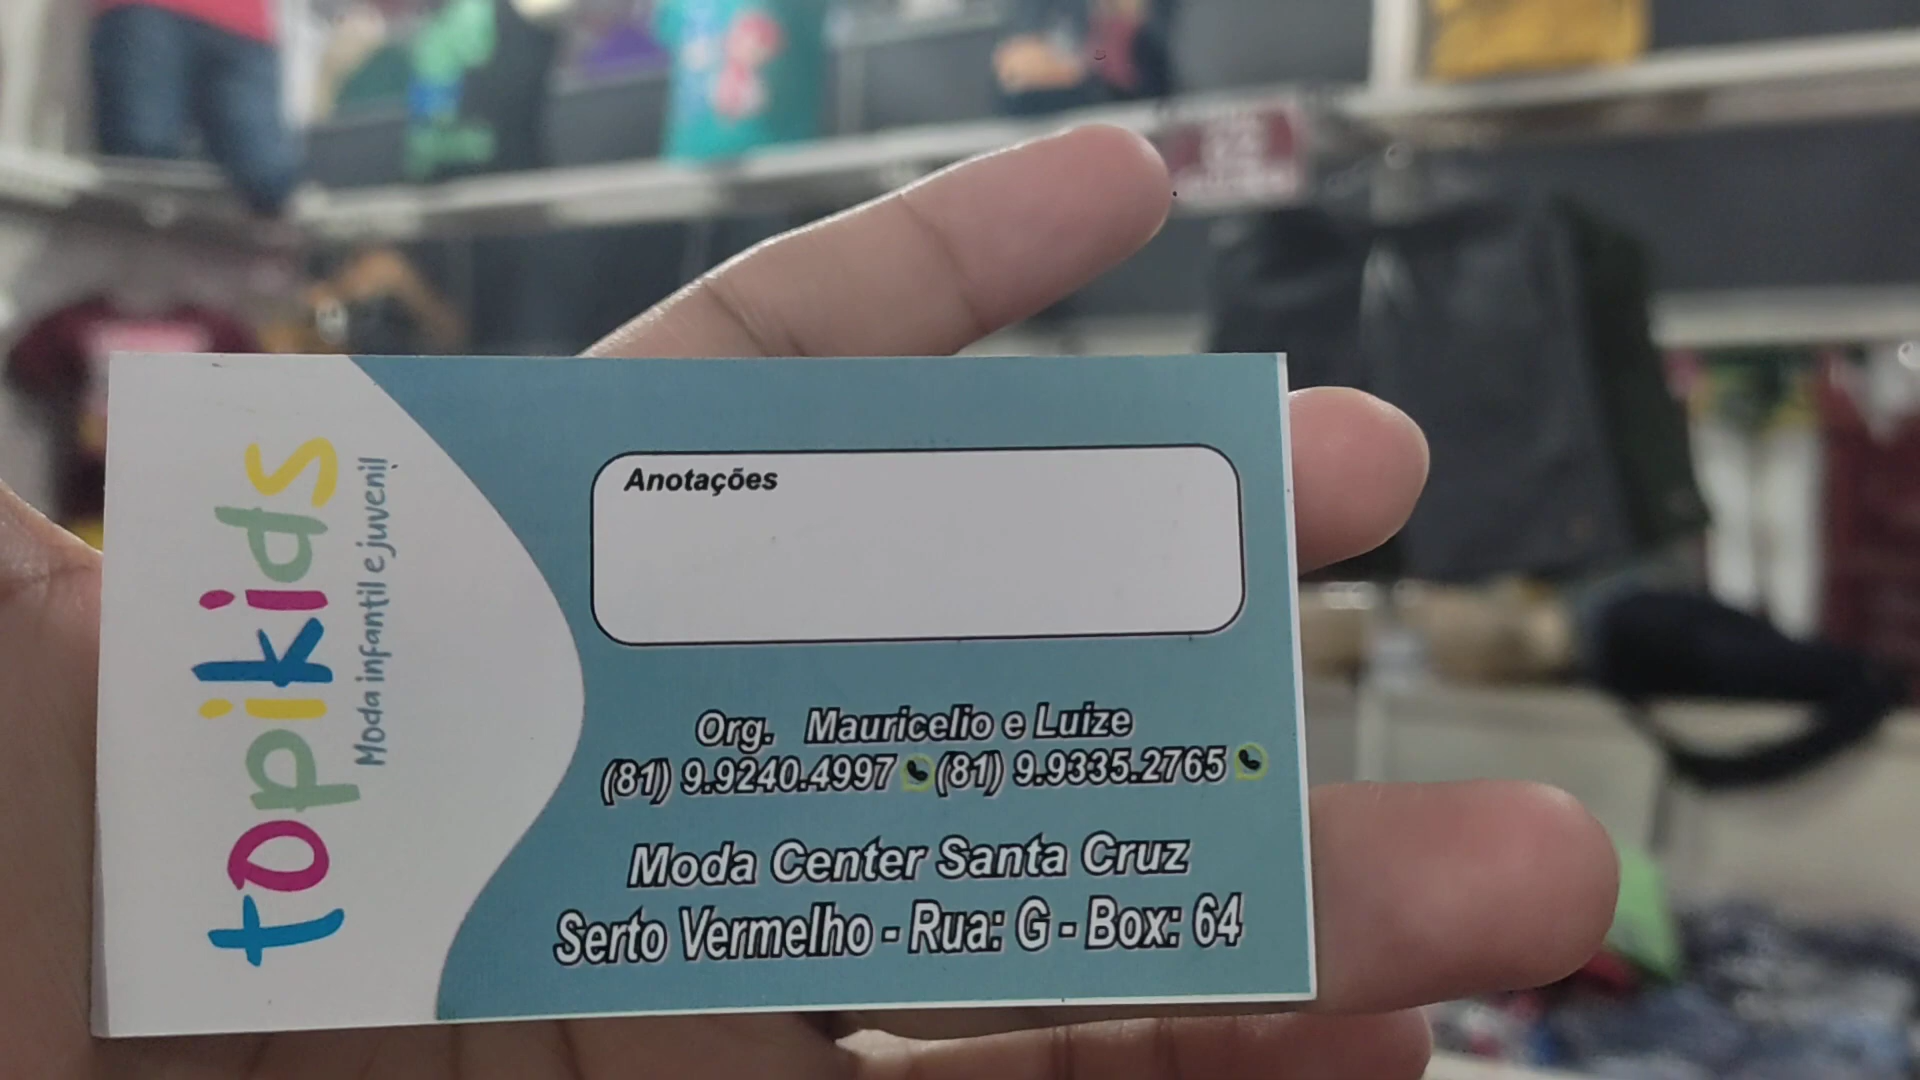 topikids
Moda infantil e juvenil
Anotações
Org. Mauricelio e Luize
(81) 9.9240.4997 (81) 9.9335.2765
Moda Center Santa Cruz
Serto Vermelho - Rua: G - Box: 64